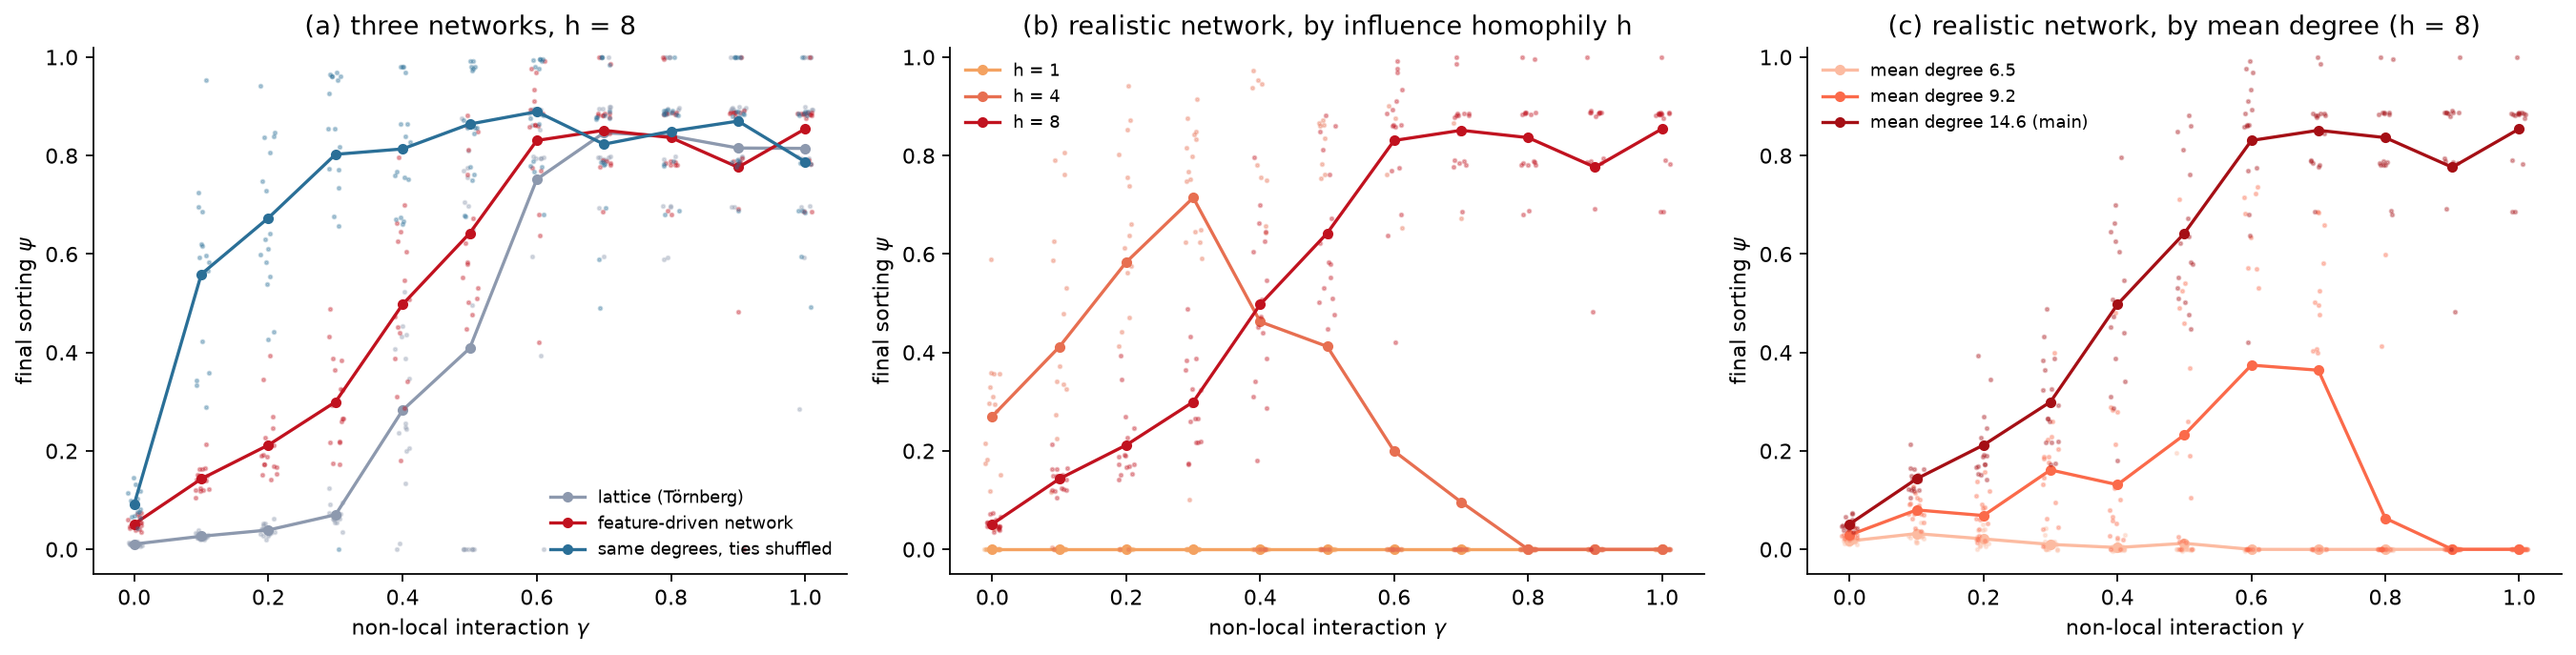 (a) three networks, h = 8
final sorting ψ
1.0
0.8
0.6
0.4
0.2
0.0
lattice (Törnberg)
feature-driven network
same degrees, ties shuffled
0.0 0.2 0.4 0.6 0.8 1.0
non-local interaction γ
(b) realistic network, by influence homophily h
final sorting ψ
1.0
0.8
0.6
0.4
0.2
0.0
h = 1
h = 4
h = 8
0.0 0.2 0.4 0.6 0.8 1.0
non-local interaction γ
(c) realistic network, by mean degree (h = 8)
final sorting ψ
1.0
0.8
0.6
0.4
0.2
0.0
mean degree 6.5
mean degree 9.2
mean degree 14.6 (main)
0.0 0.2 0.4 0.6 0.8 1.0
non-local interaction γ